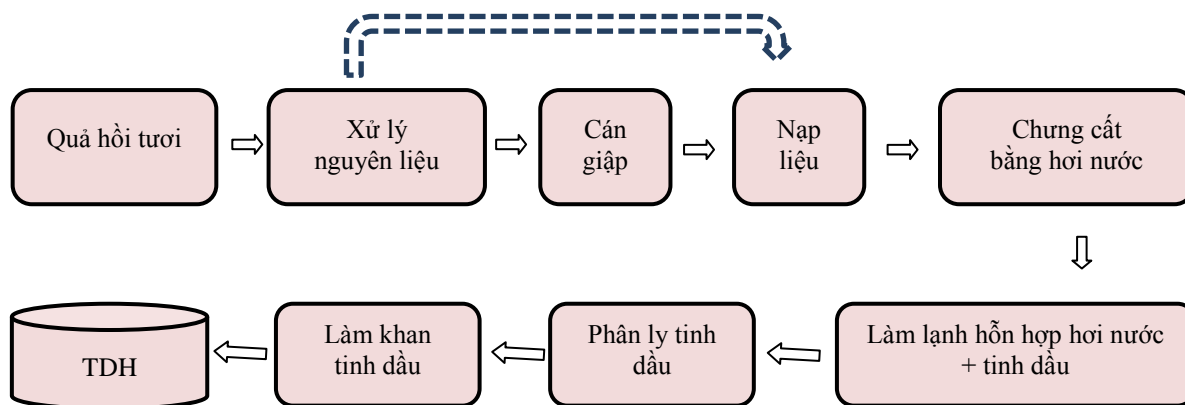 Quả hồi tươi
Xử lý
nguyên liệu
Cán
giập
Nạp
liệu
Chưng cất
bằng hơi nước
Làm lạnh hỗn hợp hơi nước
+ tinh dầu
Phân ly tinh
dầu
Làm khan
tinh dầu
TDH